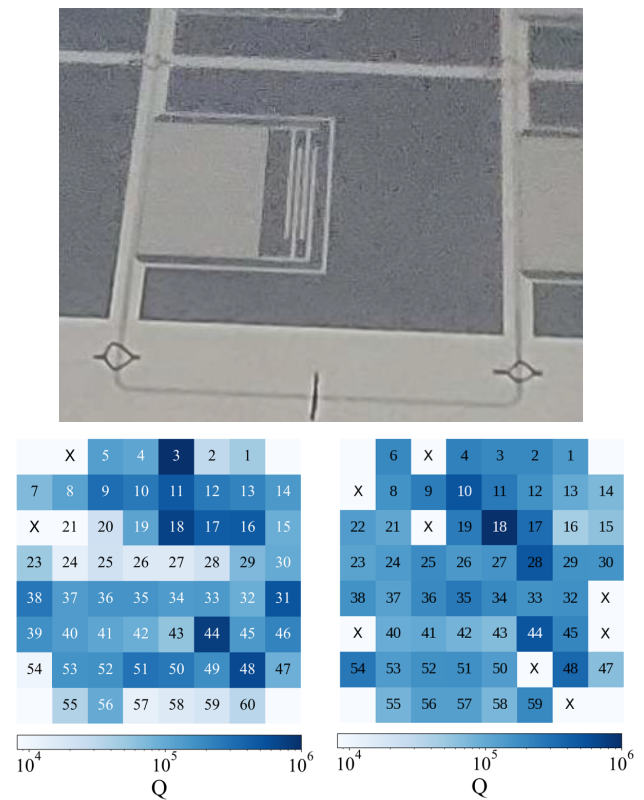 X 5 4 3 2 1
7 8 9 10 11 12 13 14
X 21 20 19 18 17 16 15
23 24 25 26 27 28 29 30
38 37 36 35 34 33 32 31
39 40 41 42 43 44 45 46
54 53 52 51 50 49 48 47
55 56 57 58 59 60
10^4 10^5 10^6
Q
6 X 4 3 2 1
X 8 9 10 11 12 13 14
22 21 X 19 18 17 16 15
23 24 25 26 27 28 29 30
38 37 36 35 34 33 32 X
X 40 41 42 43 44 45 X
54 53 52 51 50 X 48 47
55 56 57 58 59 X
10^4 10^5 10^6
Q